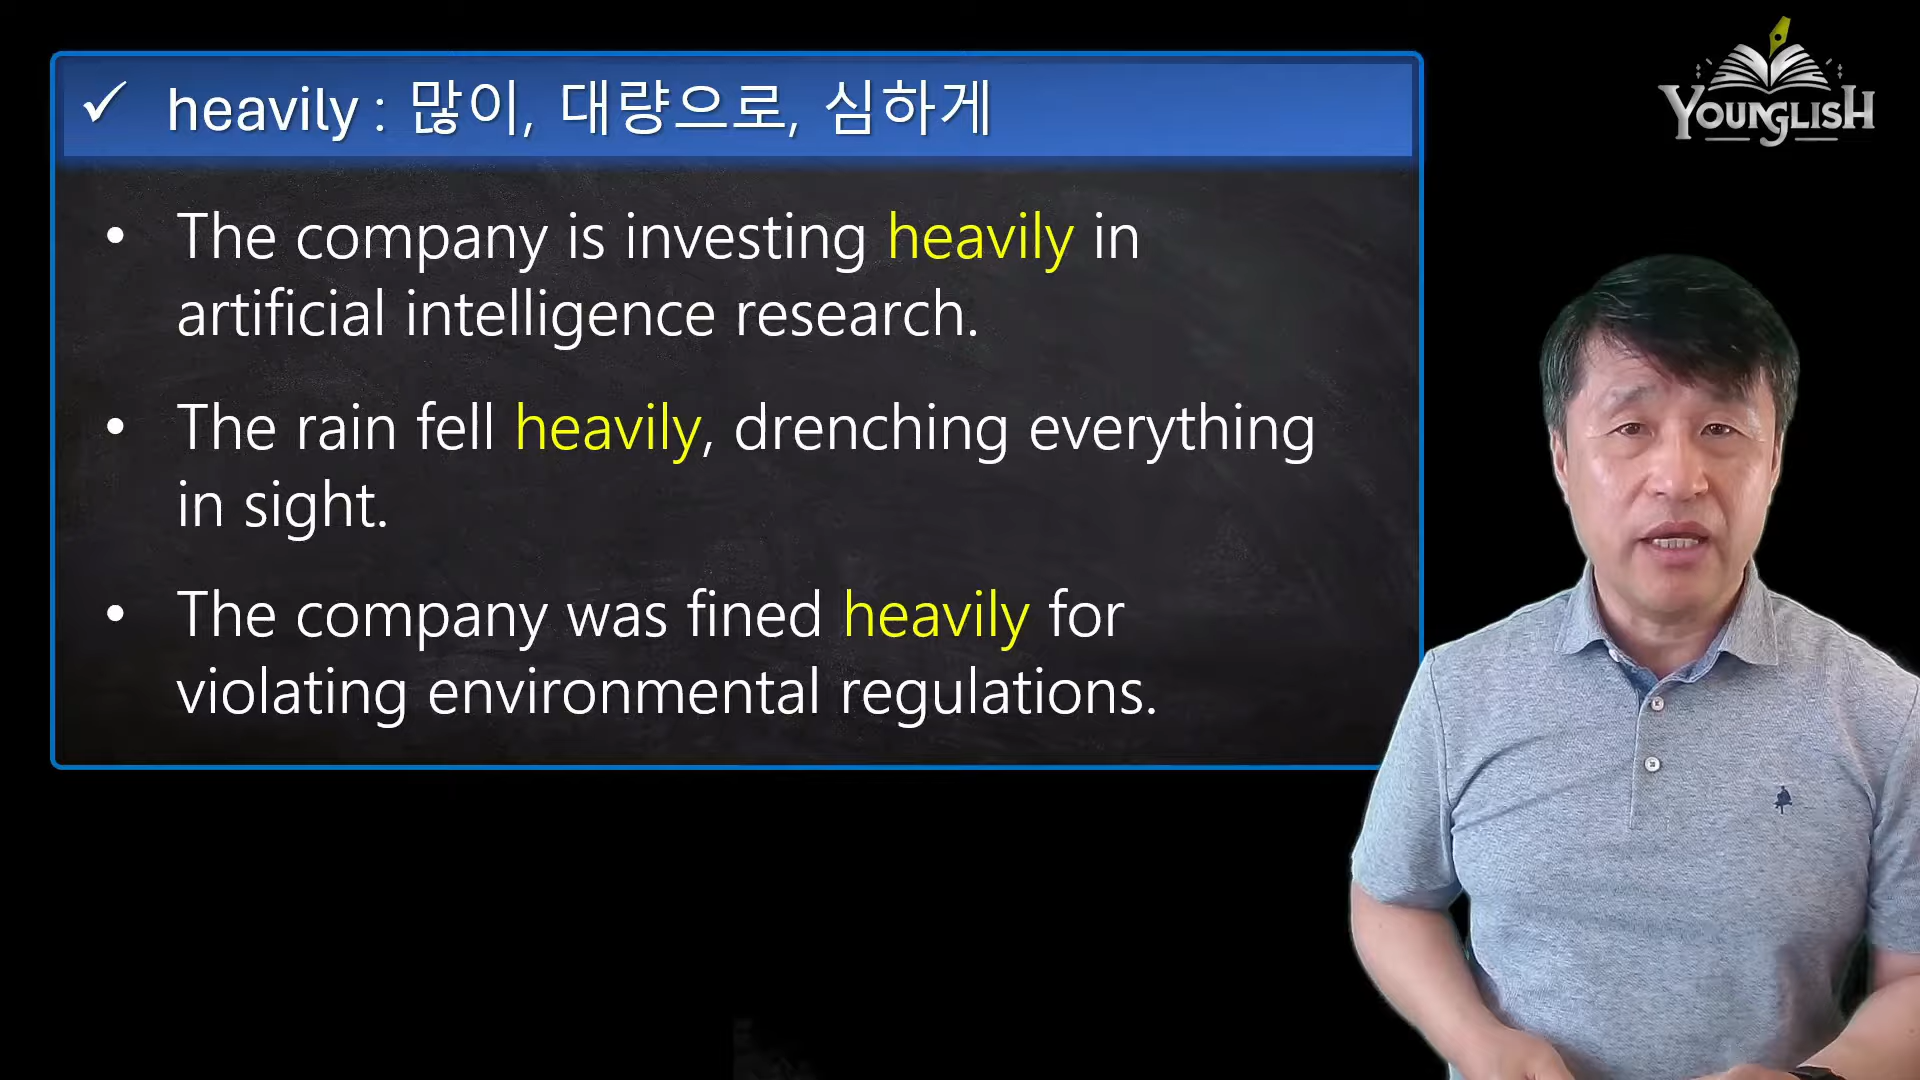 ✓ heavily : 많이, 대량으로, 심하게
YOUNGLISH
• The company is investing heavily in
artificial intelligence research.
• The rain fell heavily, drenching everything
in sight.
• The company was fined heavily for
violating environmental regulations.